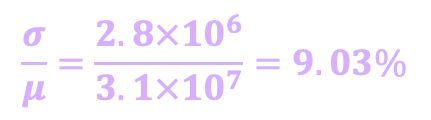 σ/μ = 2.8×10⁶/3.1×10⁷ = 9.03%